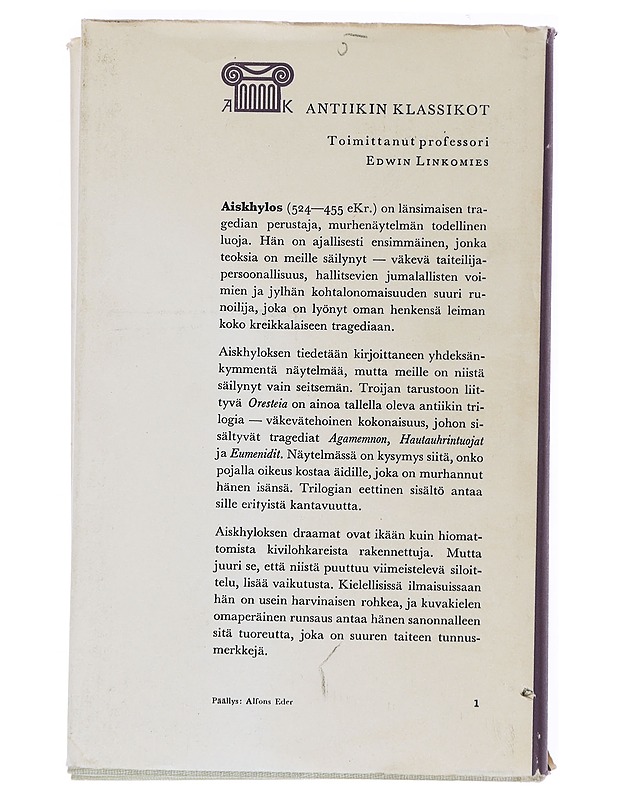 5
A K ANTIIKIN KLASSIKOT
Toimittanut professori
EDWIN LINKOMIES
Aiskhylos (524—455 eKr.) on länsimaisen tra-
gedian perustaja, murhenäytelmän todellinen
luoja. Hän on ajallisesti ensimmäinen, jonka
teoksia on meille säilynyt — väkevä taiteilija-
persoonallisuus, hallitsevien jumalallisten voi-
mien ja jylhän kohtalonomaisuuden suuri ru-
noilija, joka on lyönyt oman henkensä leiman
koko kreikkalaiseen tragediaan.
Aiskhyloksen tiedetään kirjoittaneen yhdeksän-
kymmentä näytelmää, mutta meille on niistä
säilynyt vain seitsemän. Troijan tarustoon liit-
tyvä Oresteia on ainoa tallella oleva antiikin tri-
logia — väkevätehoinen kokonaisuus, johon si-
sältyvät tragediat Agamemnon, Hautauhrintuojat
ja Eumenidit. Näytelmässä on kysymys siitä, onko
pojalla oikeus kostaa äidille, joka on murhannut
hänen isänsä. Trilogian eettinen sisältö antaa
sille erityistä kantavuutta.
Aiskhyloksen draamat ovat ikään kuin hiomat-
tomista kivilohkareista rakennettuja. Mutta
juuri se, että niistä puuttuu viimeistelevä siloit-
telu, lisää vaikutusta. Kielellisissä ilmaisuissaan
hän on usein harvinaisen rohkea, ja kuvakielen
omaperäinen runsaus antaa hänen sanonnalleen
sitä tuoreutta, joka on suuren taiteen tunnus-
merkkejä.
Päällys: Alfons Eder 1